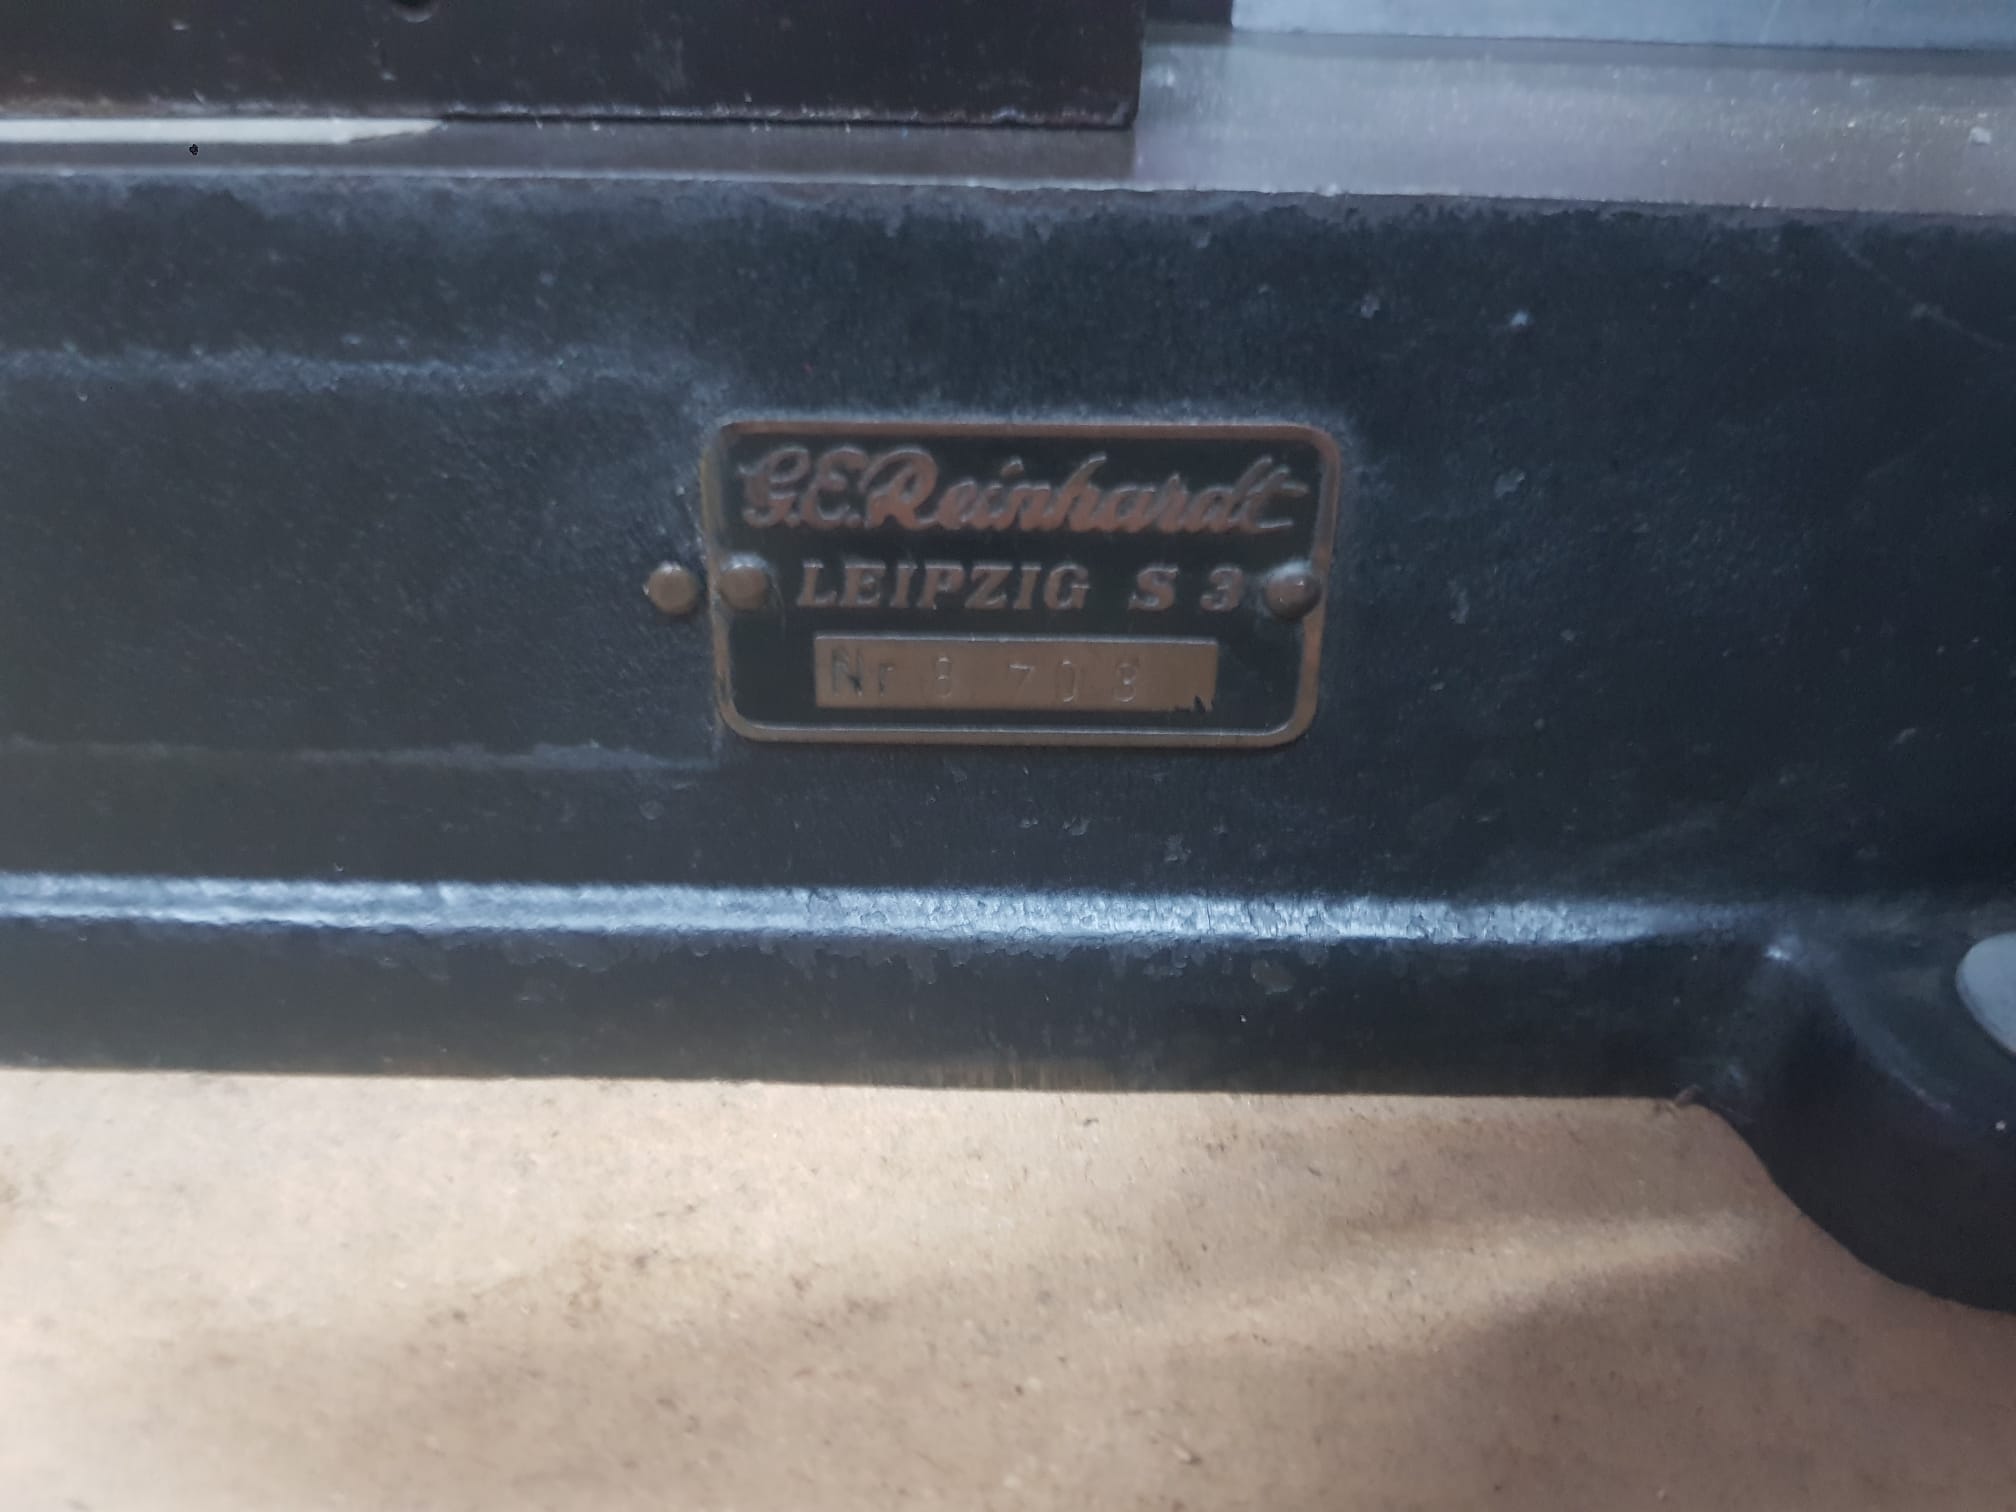 G.E.Reinhardt
LEIPZIG S 3
Nr 8 708